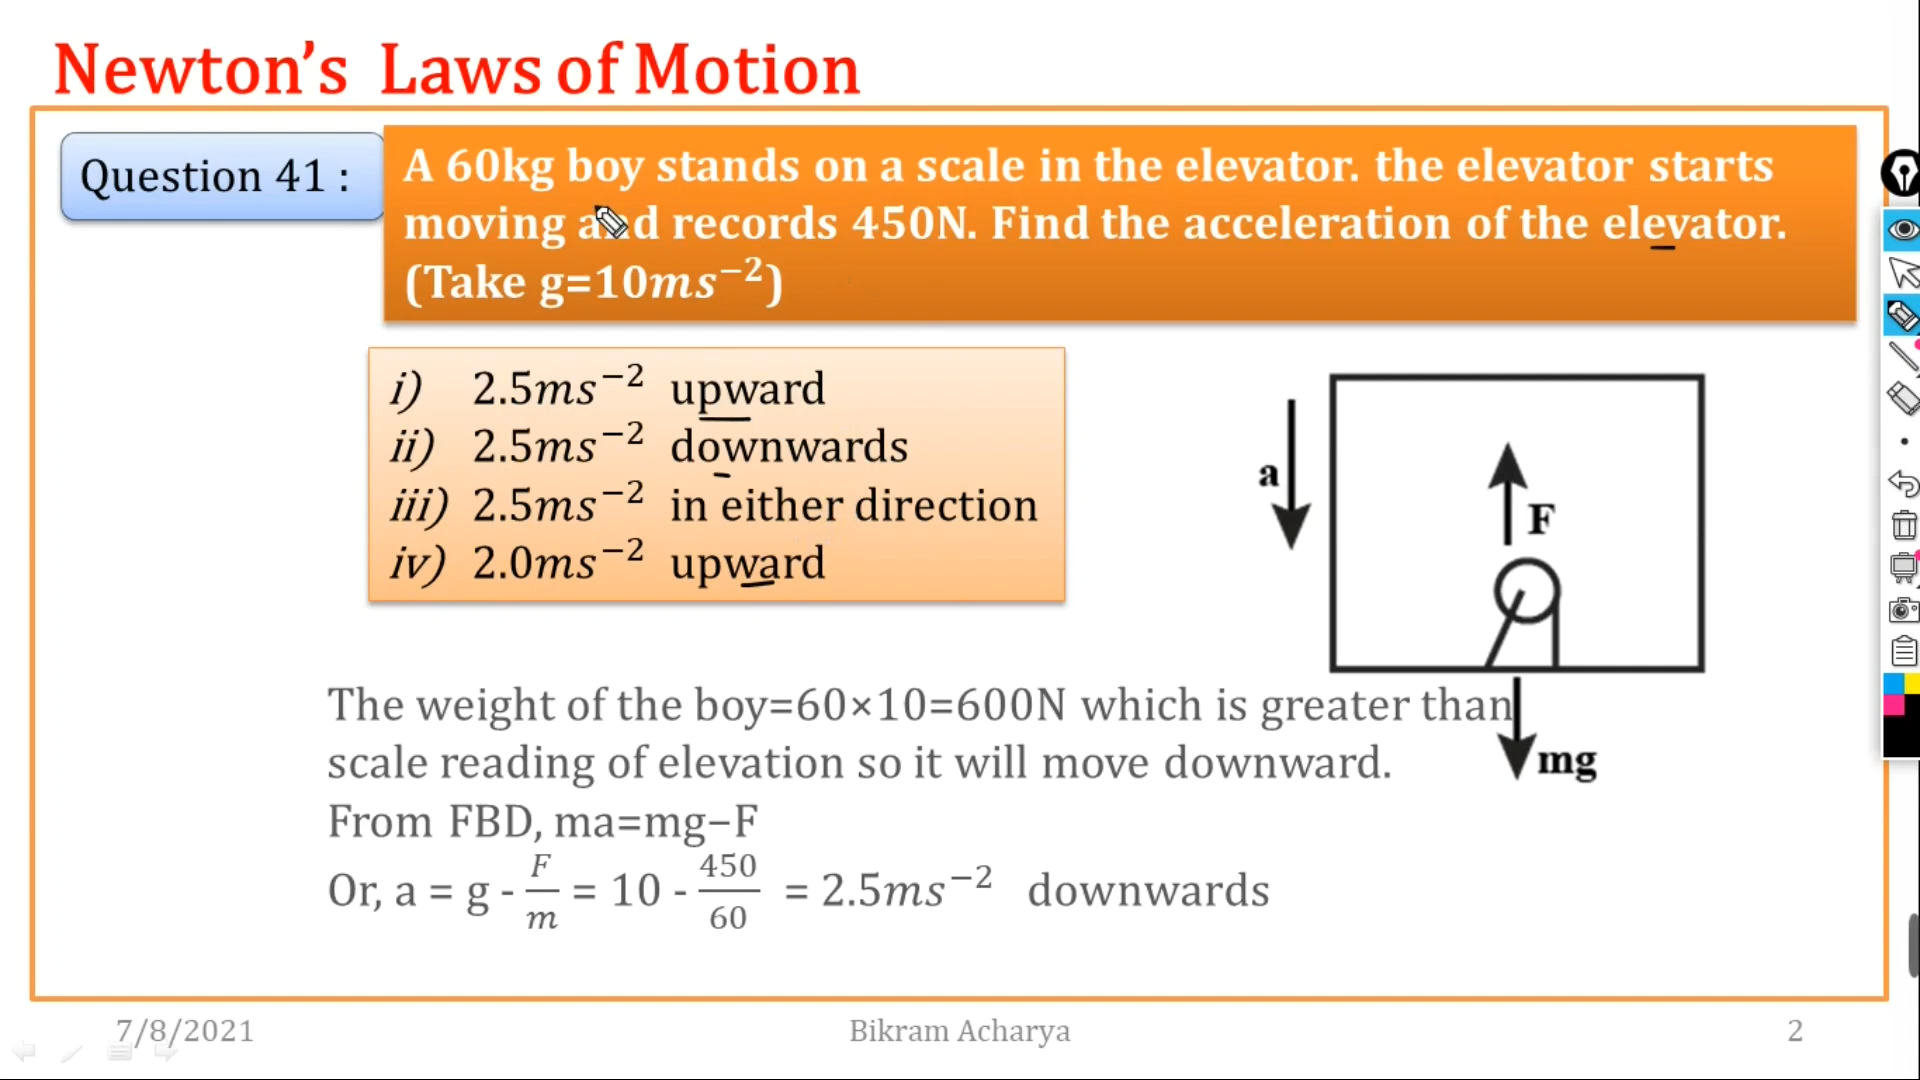 Newton’s Laws of Motion
Question 41 :
A 60kg boy stands on a scale in the elevator. the elevator starts
moving and records 450N. Find the acceleration of the elevator.
(Take g=10ms⁻²)
i) 2.5ms⁻² upward
ii) 2.5ms⁻² downwards
iii) 2.5ms⁻² in either direction
iv) 2.0ms⁻² upward
a
F
mg
The weight of the boy=60×10=600N which is greater than
scale reading of elevation so it will move downward.
From FBD, ma=mg−F
Or, a = g - F/m = 10 - 450/60 = 2.5ms⁻² downwards
7/8/2021
Bikram Acharya
2